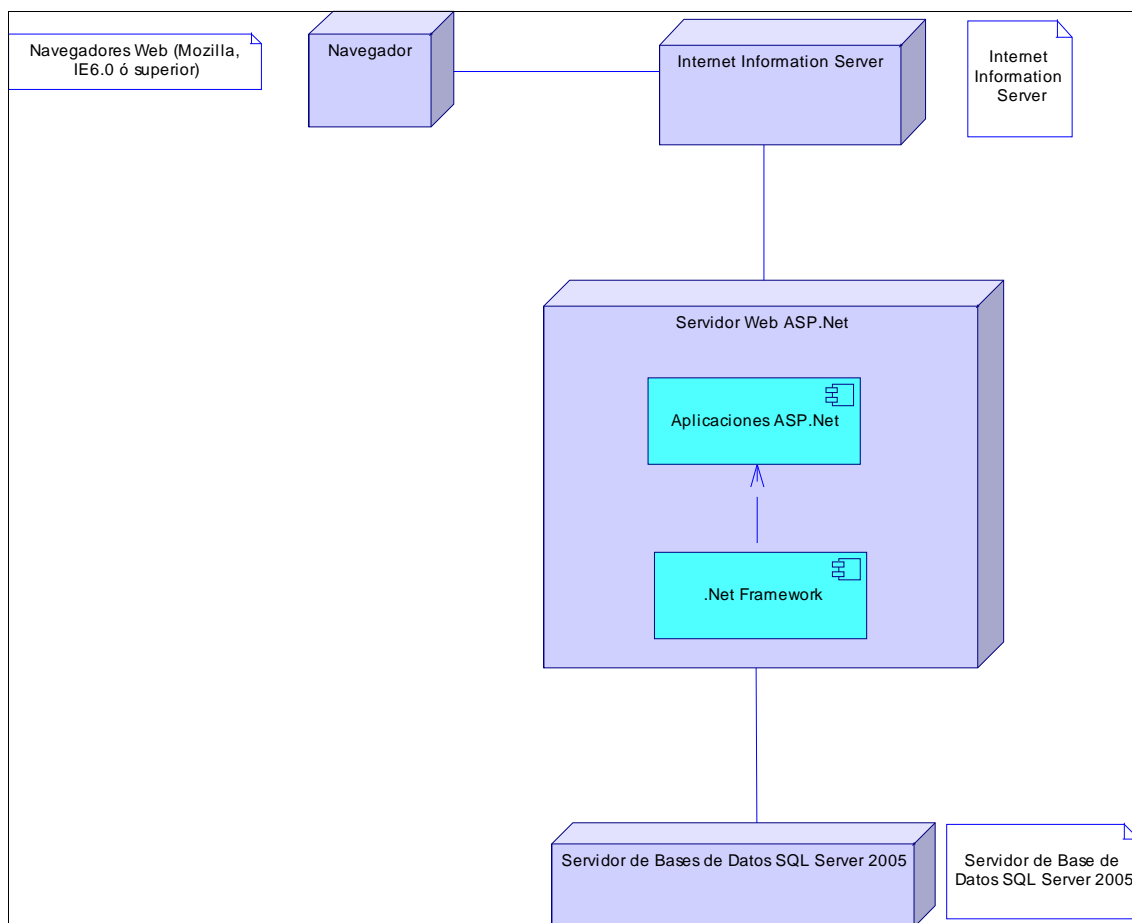 Navegadores Web (Mozilla,
IE6.0 ó superior)
Navegador
Internet Information Server
Internet
Information
Server
Servidor Web ASP.Net
Aplicaciones ASP.Net
.Net Framework
Servidor de Bases de Datos SQL Server 2005
Servidor de Base de
Datos SQL Server 2005